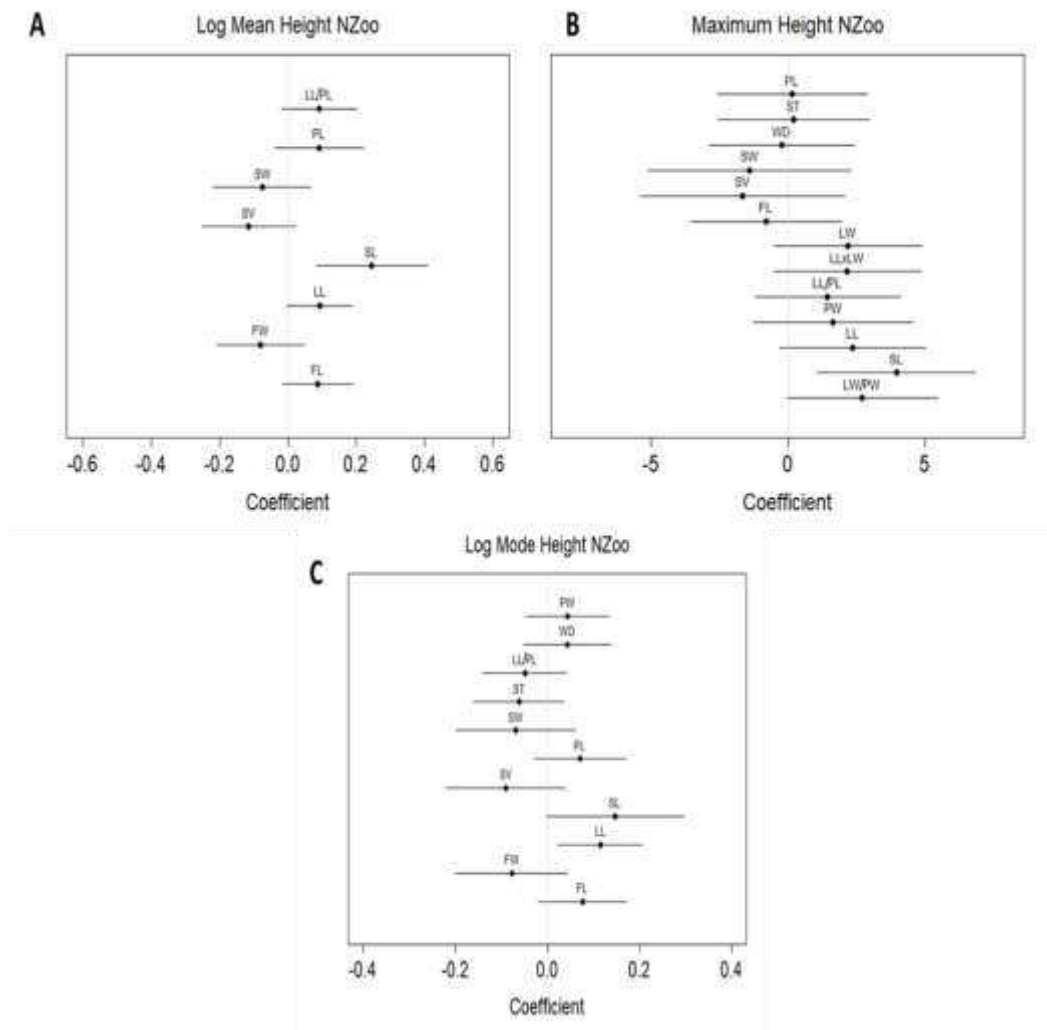 A
Log Mean Height NZoo
LL/PL
PL
SW
SV
SL
LL
FW
FL
-0.6 -0.4 -0.2 0.0 0.2 0.4 0.6
Coefficient
B
Maximum Height NZoo
PL
ST
WD
SW
SV
FL
LW
LLxLW
LL/PL
PW
LL
SL
LW/PW
-5 0 5
Coefficient
C
Log Mode Height NZoo
PW
WD
LL/PL
ST
SW
PL
SV
SL
LL
FW
FL
-0.4 -0.2 0.0 0.2 0.4
Coefficient